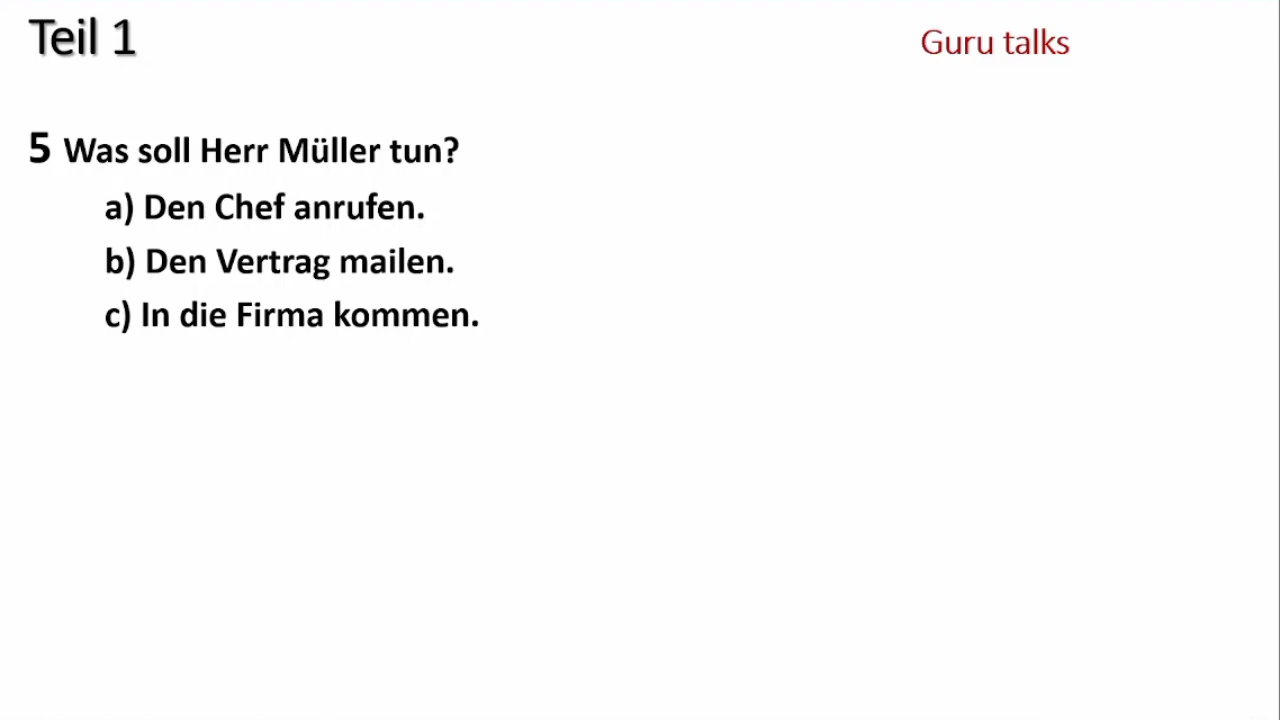 Teil 1
Guru talks
5 Was soll Herr Müller tun?
a) Den Chef anrufen.
b) Den Vertrag mailen.
c) In die Firma kommen.